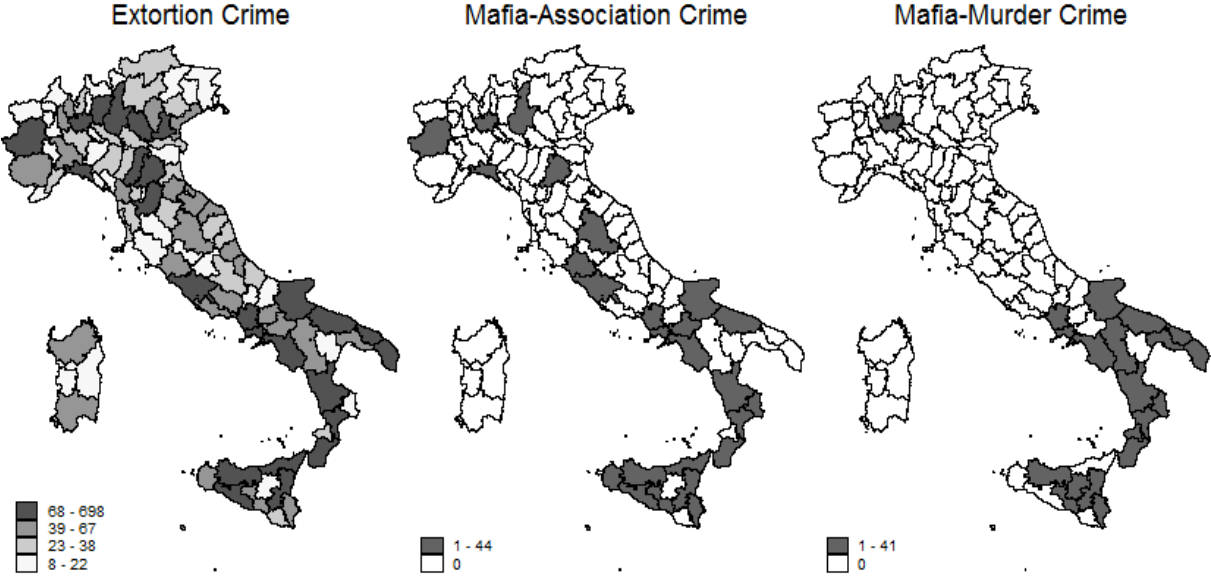 Extortion Crime
Mafia-Association Crime
Mafia-Murder Crime
68 - 698
39 - 67
23 - 38
8 - 22
1 - 44
0
1 - 41
0